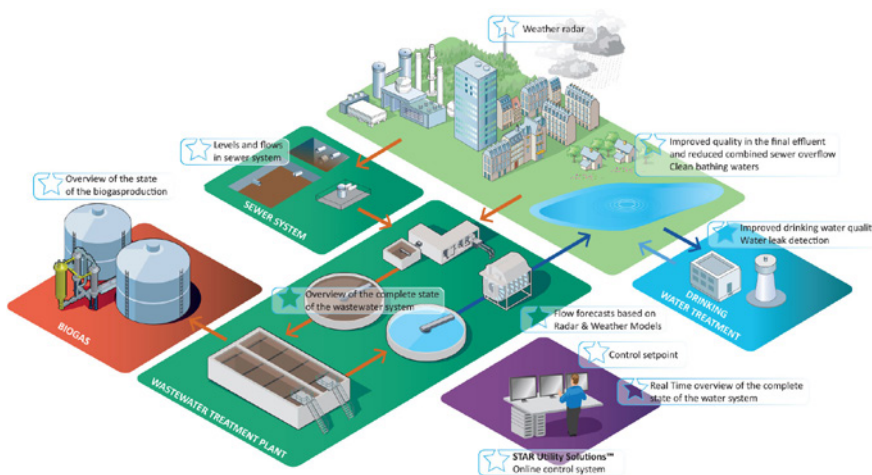 Weather radar
Levels and flows
in sewer system
Improved quality in the final effluent
and reduced combined sewer overflow
Clean bathing waters
Overview of the state
of the biogasproduction
SEWER SYSTEM
Improved drinking water qualit
Water leak detection
DRINKING
WATER TREATMENT
Overview of the complete state
of the wastewater system
BIOGAS
Flow forecasts based on
Radar & Weather Models
WASTEWATER TREATMENT PLANT
Control setpoint
Real Time overview of the complete
state of the water system
STAR Utility Solutions™
Online control system